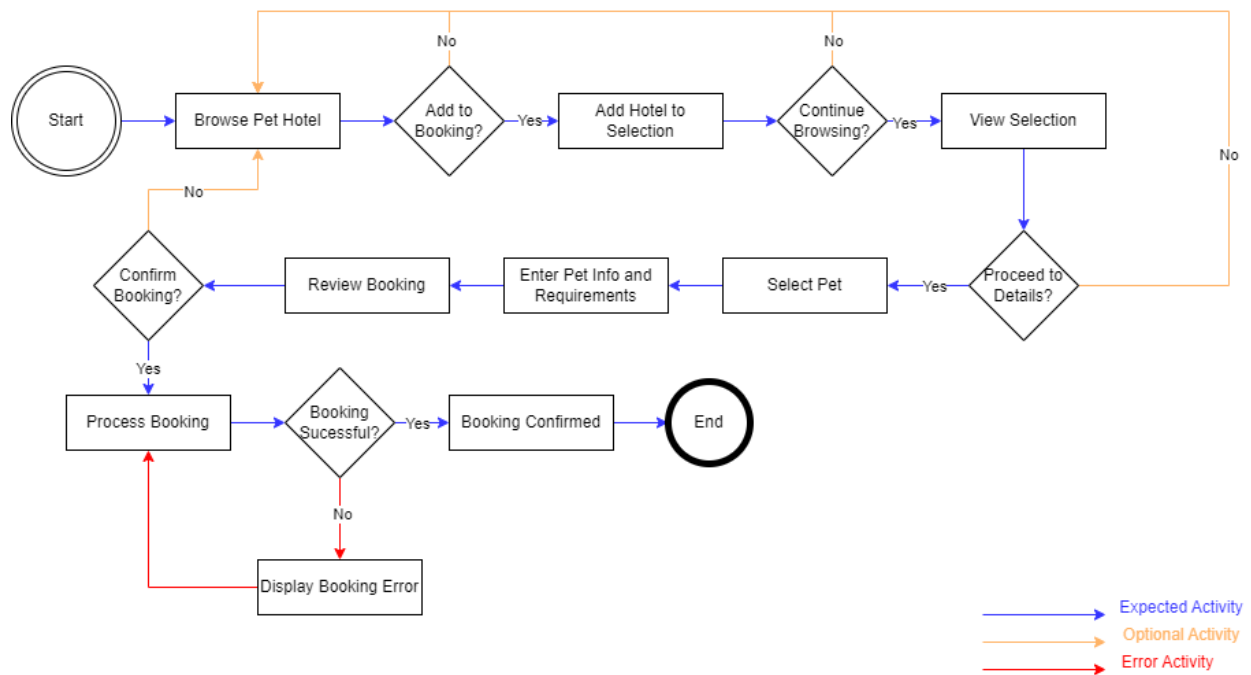 No
No
Start
Browse Pet Hotel
Add to
Booking?
Yes
Add Hotel to
Selection
Continue
Browsing?
Yes
View Selection
No
No
Confirm
Booking?
Review Booking
Enter Pet Info and
Requirements
Select Pet
Yes
Proceed to
Details?
Yes
Process Booking
Booking
Sucessful?
Yes
Booking Confirmed
End
No
Display Booking Error
Expected Activity
Optional Activity
Error Activity